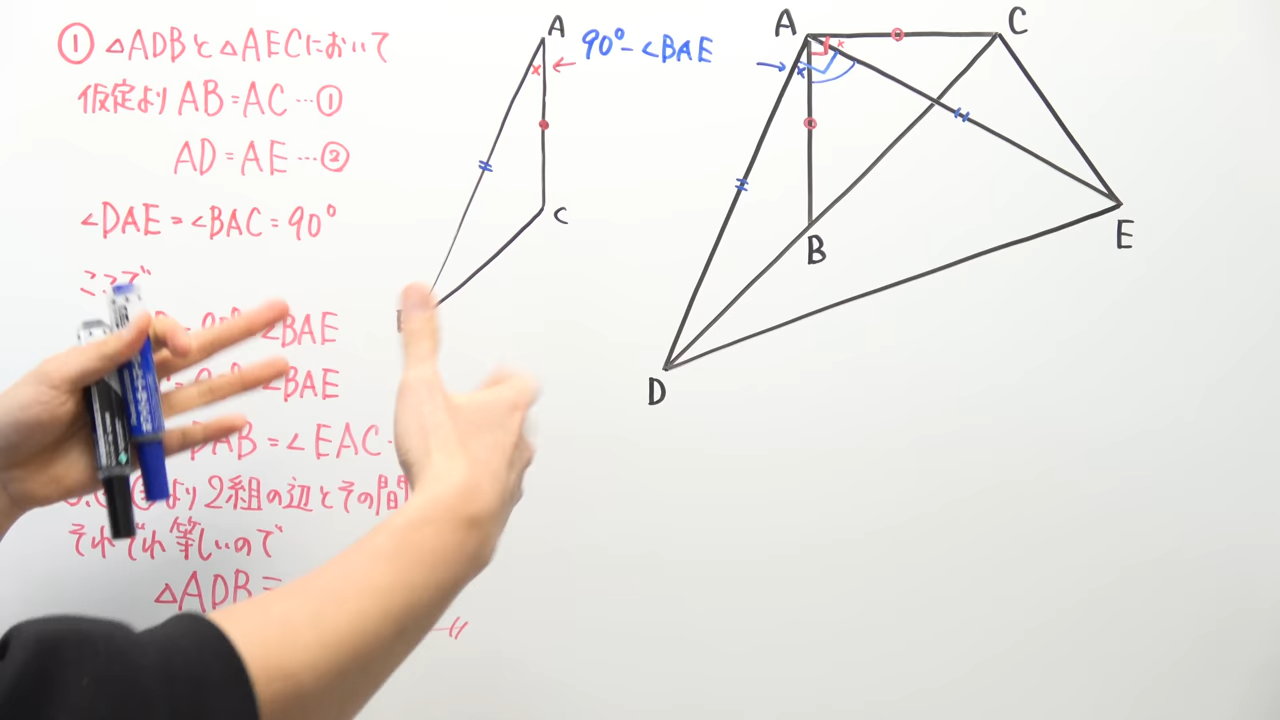 ① △ADBと△AECにおいて
仮定より AB=AC…①
AD=AE…②
∠DAE=∠BAC=90°
ここで
=90°-∠BAE
-∠BAE
DAB=∠EAC
より2組の辺とその間
それぞれ等しいので
△ADB≡
A
×
90°-∠BAE
C
A
C
×
×
B
E
D